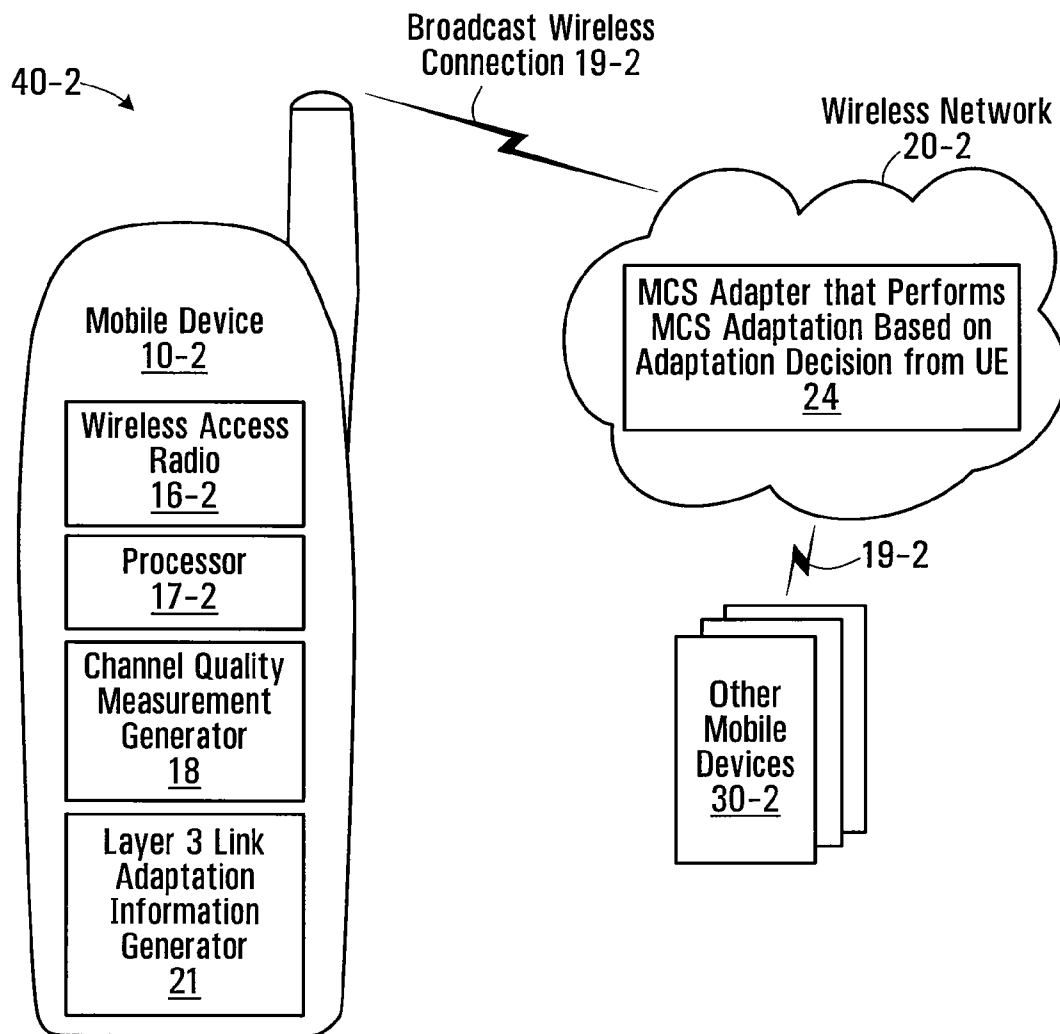 Broadcast Wireless
Connection 19-2
40-2
Wireless Network
20-2
MCS Adapter that Performs
MCS Adaptation Based on
Adaptation Decision from UE
24
Mobile Device
10-2
Wireless Access
Radio
16-2
Processor
17-2
Channel Quality
Measurement
Generator
18
Layer 3 Link
Adaptation
Information
Generator
21
19-2
Other
Mobile
Devices
30-2